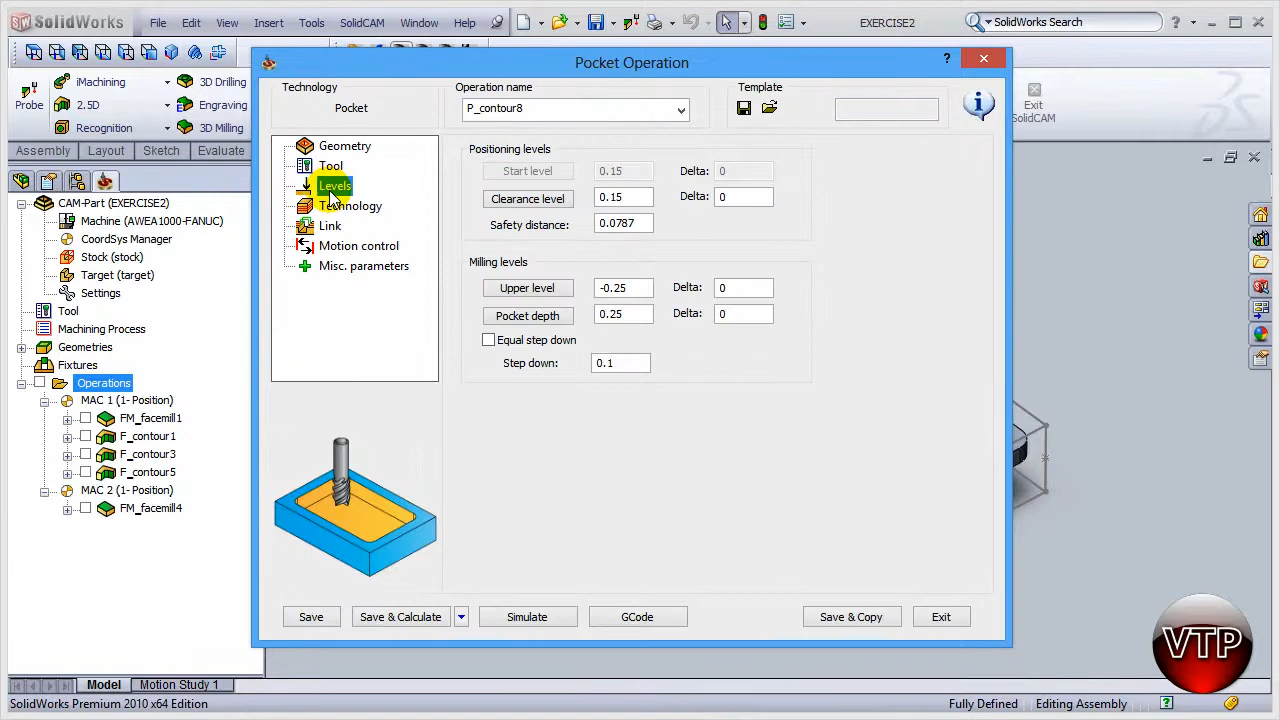 SolidWorks File Edit View Insert Tools SolidCAM Window Help EXERCISE2 SolidWorks Search ?
Probe
iMachining 3D Drilling
2.5D Engraving
Recognition 3D Milling
Exit SolidCAM
Assembly Layout Sketch Evaluate
CAM-Part (EXERCISE2)
Machine (AWEA1000-FANUC)
CoordSys Manager
Stock (stock)
Target (target)
Settings
Tool
Machining Process
Geometries
Fixtures
Operations
MAC 1 (1- Position)
FM_facemill1
F_contour1
F_contour3
F_contour5
MAC 2 (1- Position)
FM_facemill4
Pocket Operation ?
Technology Operation name Template
Pocket P_contour8
Geometry
Tool
Levels
Technology
Link
Motion control
Misc. parameters
Positioning levels
Start level 0.15 Delta: 0
Clearance level 0.15 Delta: 0
Safety distance: 0.0787
Milling levels
Upper level -0.25 Delta: 0
Pocket depth 0.25 Delta: 0
Equal step down
Step down: 0.1
Save Save & Calculate Simulate GCode Save & Copy Exit
VTP
Model Motion Study 1
SolidWorks Premium 2010 x64 Edition Fully Defined Editing Assembly ?